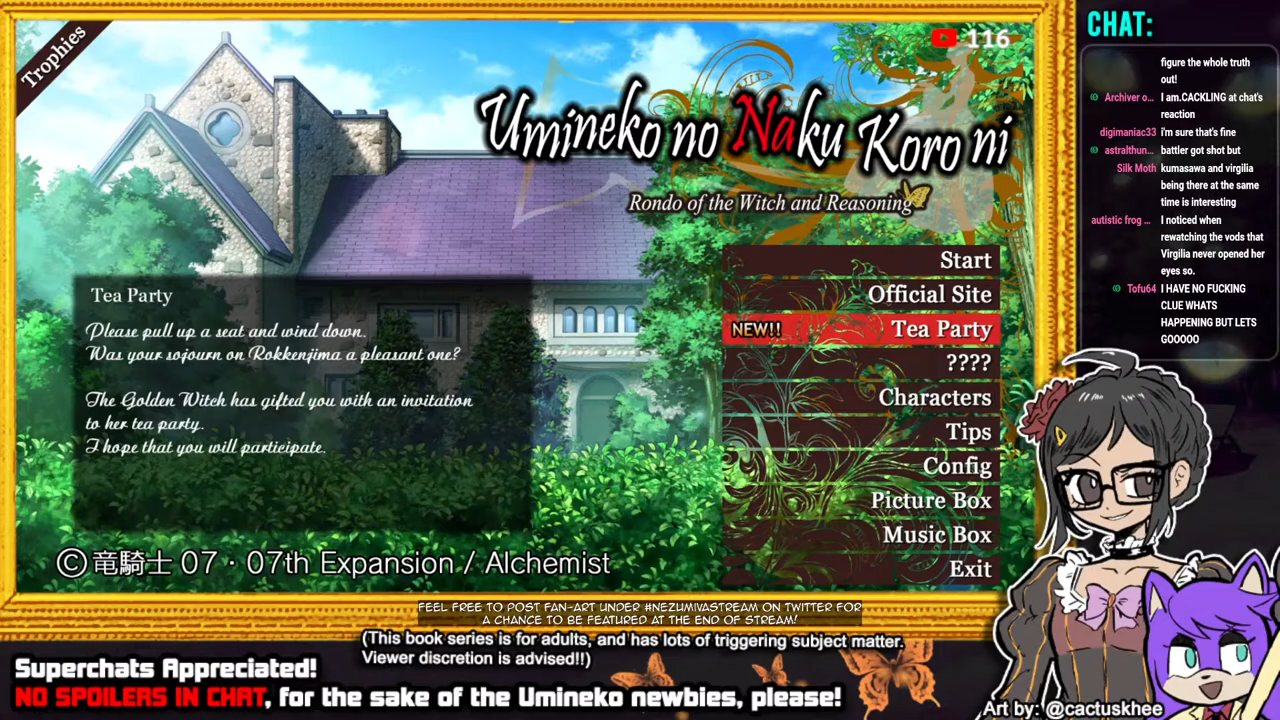 Trophies
116
Umineko no Naku Koro ni
Rondo of the Witch and Reasoning
Tea Party
Please pull up a seat and wind down.
Was your sojourn on Rokkenjima a pleasant one?
The Golden Witch has gifted you with an invitation
to her tea party.
I hope that you will participate.
Start
Official Site
NEW!! Tea Party
????
Characters
Tips
Config
Picture Box
Music Box
Exit
©竜騎士 07・07th Expansion / Alchemist
CHAT:
figure the whole truth
out!
Archiver o... I am.CACKLING at chat's
reaction
digimaniac33 i'm sure that's fine
astralthun... battler got shot but
Silk Moth kumasawa and virgilia
being there at the same
time is interesting
autistic frog ... I noticed when
rewatching the vods that
Virgilia never opened her
eyes so.
Tofu64 I HAVE NO FUCKING
CLUE WHATS
HAPPENING BUT LETS
GOOOOO
FEEL FREE TO POST FAN-ART UNDER #NEZUMIVASTREAM ON TWITTER FOR
A CHANCE TO BE FEATURED AT THE END OF STREAM!
(This book series is for adults, and has lots of triggering subject matter.
Viewer discretion is advised!!)
Superchats Appreciated!
NO SPOILERS IN CHAT, for the sake of the Umineko newbies, please!
Art by: @cactuskhee